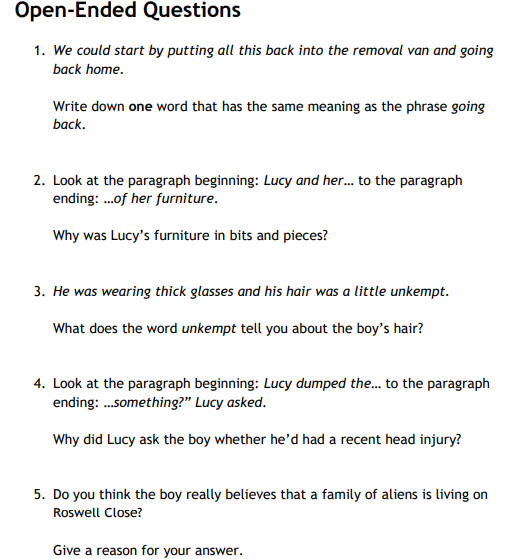 Open-Ended Questions
1. We could start by putting all this back into the removal van and going
back home.
Write down one word that has the same meaning as the phrase going
back.
2. Look at the paragraph beginning: Lucy and her... to the paragraph
ending: ...of her furniture.
Why was Lucy’s furniture in bits and pieces?
3. He was wearing thick glasses and his hair was a little unkempt.
What does the word unkempt tell you about the boy’s hair?
4. Look at the paragraph beginning: Lucy dumped the... to the paragraph
ending: ...something?” Lucy asked.
Why did Lucy ask the boy whether he’d had a recent head injury?
5. Do you think the boy really believes that a family of aliens is living on
Roswell Close?
Give a reason for your answer.